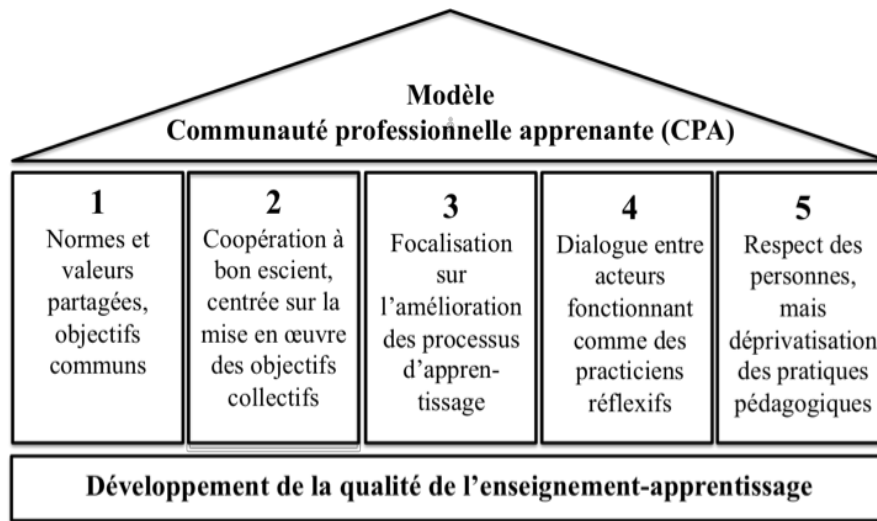 Modèle
Communauté professionnelle apprenante (CPA)
1
Normes et
valeurs
partagées,
objectifs
communs
2
Coopération à
bon escient,
centrée sur la
mise en œuvre
des objectifs
collectifs
3
Focalisation
sur
l’amélioration
des processus
d’appren-
tissage
4
Dialogue entre
acteurs
fonctionnant
comme des
practiciens
réflexifs
5
Respect des
personnes,
mais
déprivatisation
des pratiques
pédagogiques
Développement de la qualité de l’enseignement-apprentissage